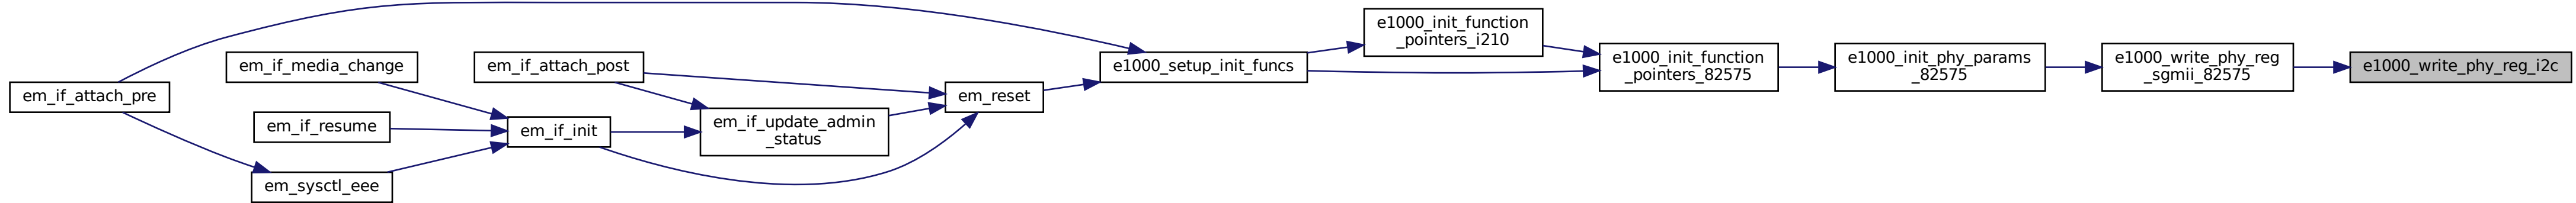 em_if_attach_pre
em_if_media_change
em_if_resume
em_sysctl_eee
em_if_attach_post
em_if_init
em_if_update_admin
_status
em_reset
e1000_setup_init_funcs
e1000_init_function
_pointers_i210
e1000_init_function
_pointers_82575
e1000_init_phy_params
_82575
e1000_write_phy_reg
_sgmii_82575
e1000_write_phy_reg_i2c